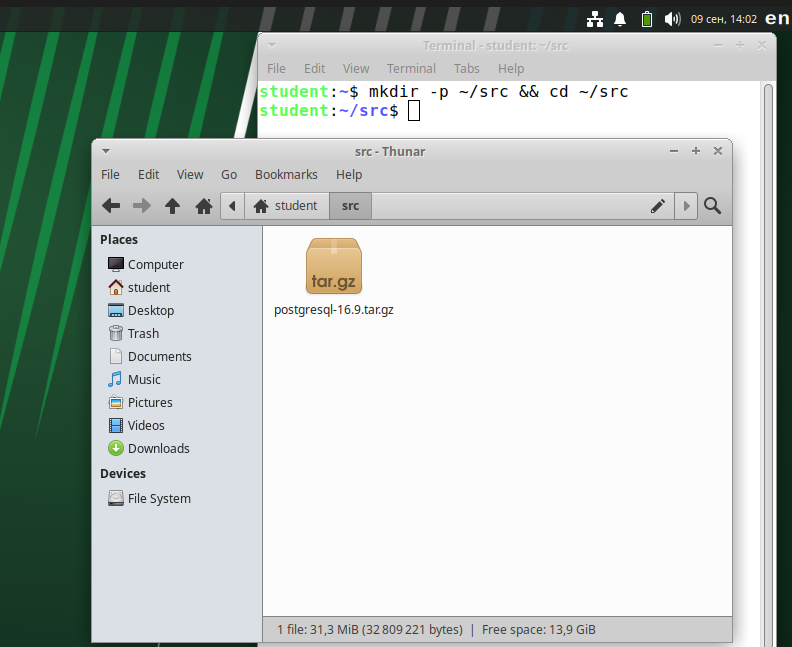 09 сен, 14:02 en
Terminal - student: ~/src
File Edit View Terminal Tabs Help
student:~$ mkdir -p ~/src && cd ~/src
student:~/src$
src - Thunar
File Edit View Go Bookmarks Help
student src
Places
Computer
student
Desktop
Trash
Documents
Music
Pictures
Videos
Downloads
Devices
File System
tar.gz
postgresql-16.9.tar.gz
1 file: 31,3 MiB (32 809 221 bytes) | Free space: 13,9 GiB